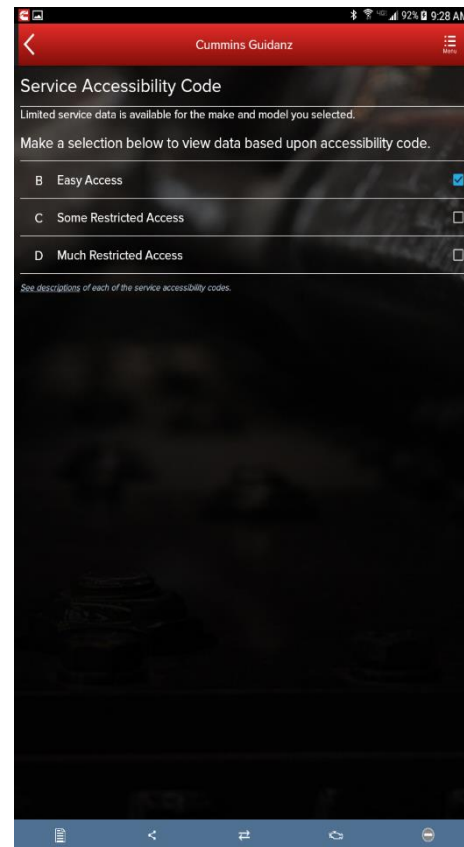 92% 9:28 AM
Cummins Guidanz
Menu
Service Accessibility Code
Limited service data is available for the make and model you selected.
Make a selection below to view data based upon accessibility code.
B Easy Access
C Some Restricted Access
D Much Restricted Access
See descriptions of each of the service accessibility codes.